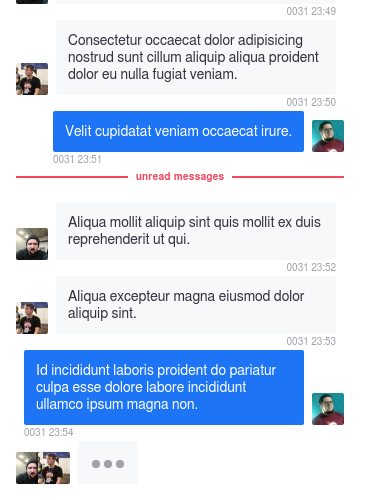 0031 23:49
Consectetur occaecat dolor adipisicing
nostrud sunt cillum aliquip aliqua proident
dolor eu nulla fugiat veniam.
0031 23:50
Velit cupidatat veniam occaecat irure.
0031 23:51
unread messages
Aliqua mollit aliquip sint quis mollit ex duis
reprehenderit ut qui.
0031 23:52
Aliqua excepteur magna eiusmod dolor
aliquip sint.
0031 23:53
Id incididunt laboris proident do pariatur
culpa esse dolore labore incididunt
ullamco ipsum magna non.
0031 23:54